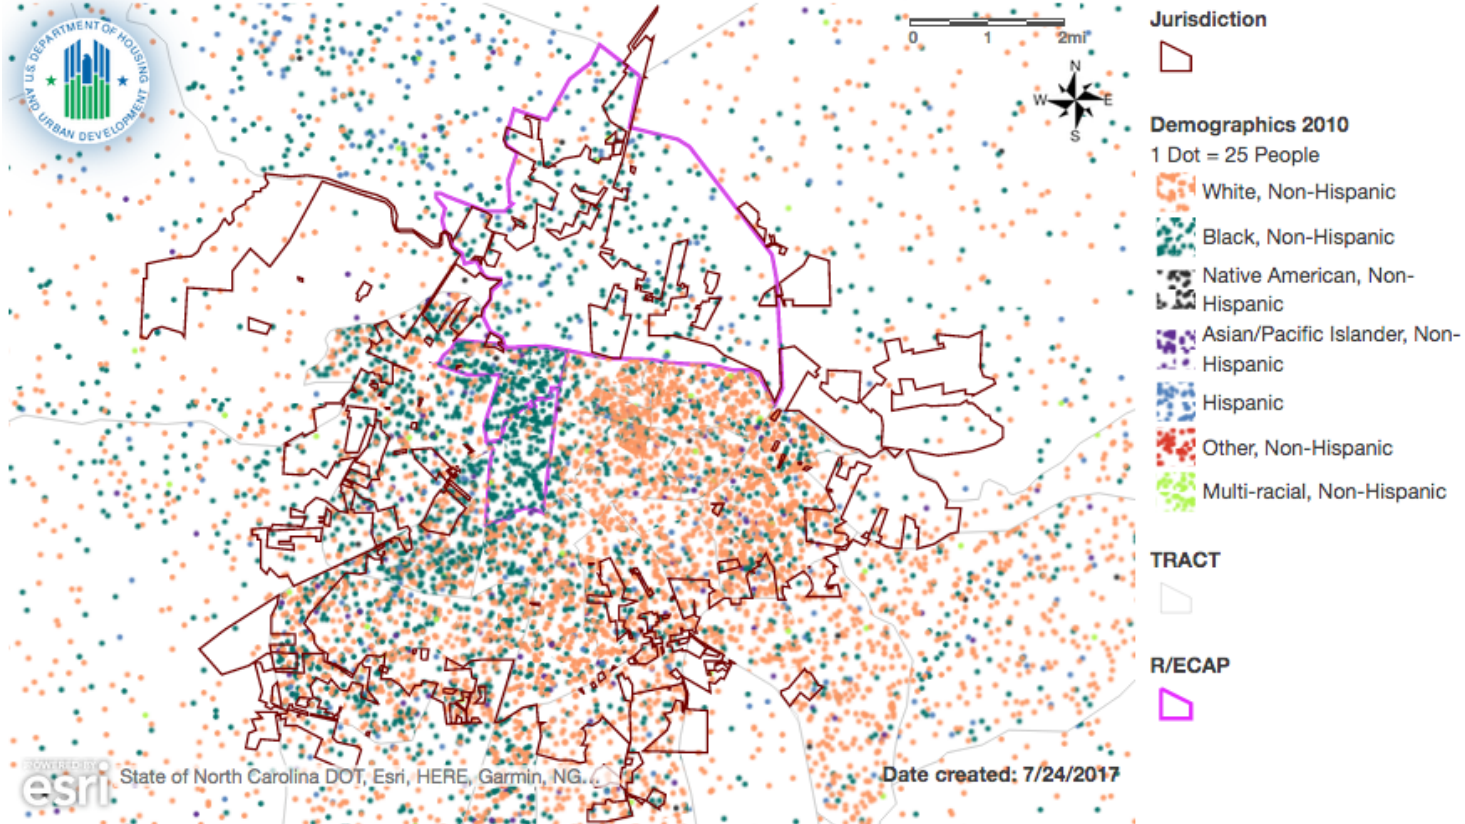 U.S. DEPARTMENT OF HOUSING
AND URBAN DEVELOPMENT
0 1 2mi
N
W E
S
Jurisdiction
Demographics 2010
1 Dot = 25 People
White, Non-Hispanic
Black, Non-Hispanic
Native American, Non-
Hispanic
Asian/Pacific Islander, Non-
Hispanic
Hispanic
Other, Non-Hispanic
Multi-racial, Non-Hispanic
TRACT
R/ECAP
POWERED BY
esri
State of North Carolina DOT, Esri, HERE, Garmin, NG...
Date created: 7/24/2017